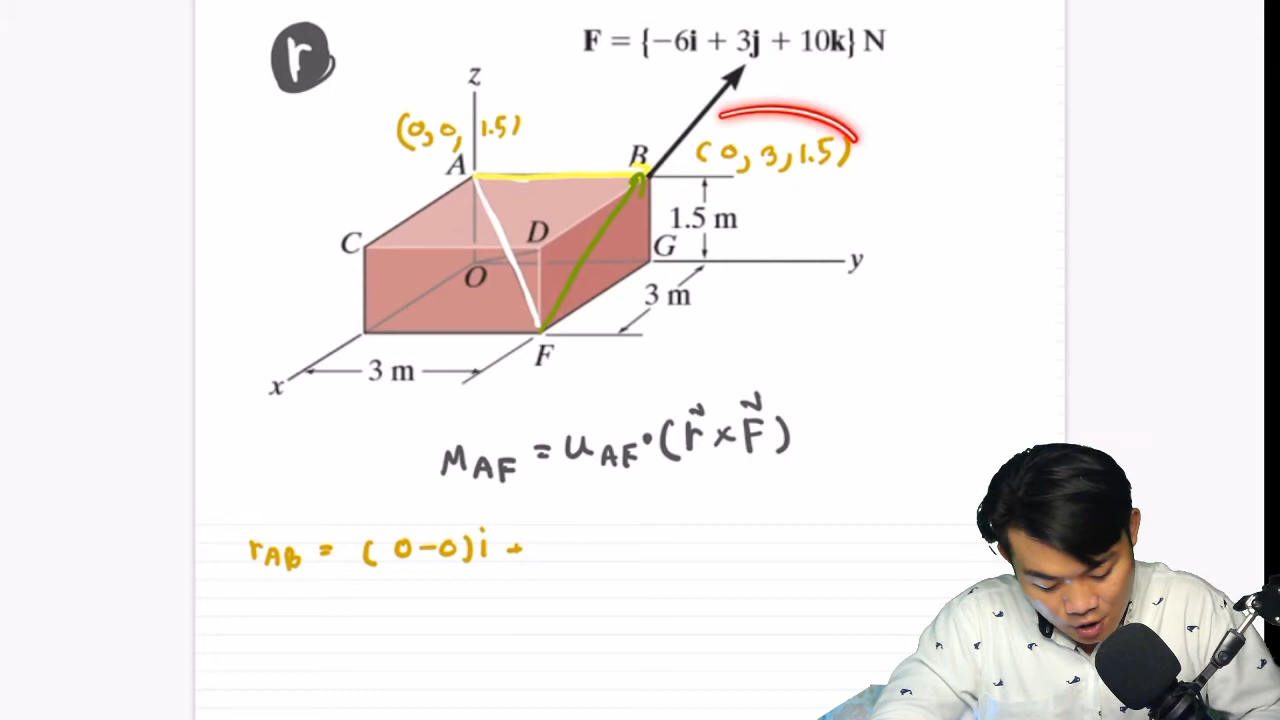 r
F = {−6i + 3j + 10k} N
z
(0, 0, 1.5)
A
B
(0, 3, 1.5)
1.5 m
C
D
G
O
y
3 m
F
3 m
x
M_AF = u_AF · (r⃗ × F⃗)
r_AB = (0 − 0)i +